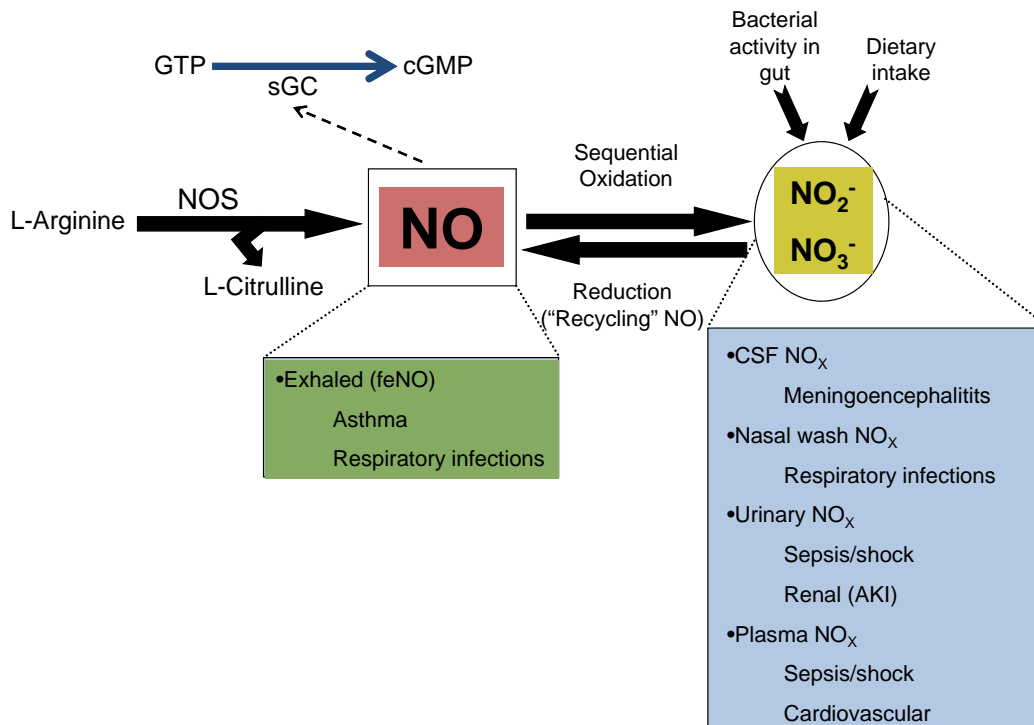 GTP
cGMP
sGC
Bacterial
activity in
gut
Dietary
intake
L-Arginine
NOS
L-Citrulline
NO
Sequential
Oxidation
Reduction
(“Recycling” NO)
NO₂⁻
NO₃⁻
•Exhaled (feNO)
Asthma
Respiratory infections
•CSF NOₓ
Meningoencephalitits
•Nasal wash NOₓ
Respiratory infections
•Urinary NOₓ
Sepsis/shock
Renal (AKI)
•Plasma NOₓ
Sepsis/shock
Cardiovascular